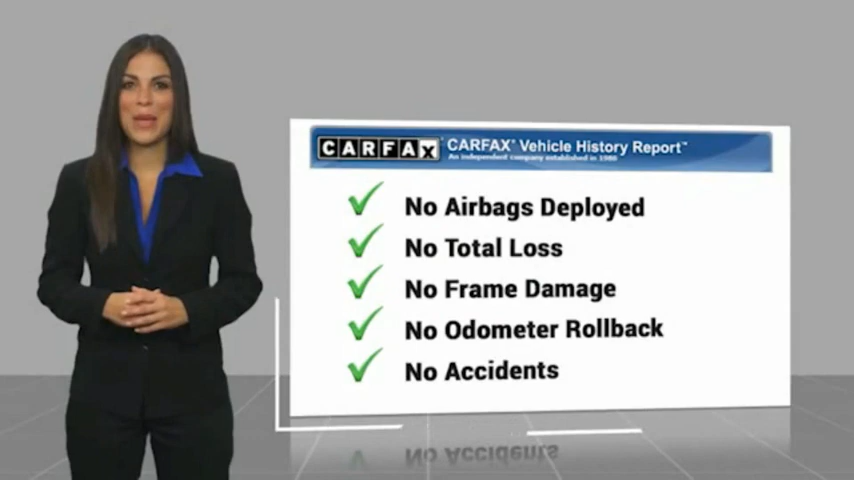 CARFAX CARFAX® Vehicle History Report™
An independent company established in 1986
No Airbags Deployed
No Total Loss
No Frame Damage
No Odometer Rollback
No Accidents
No Accidents